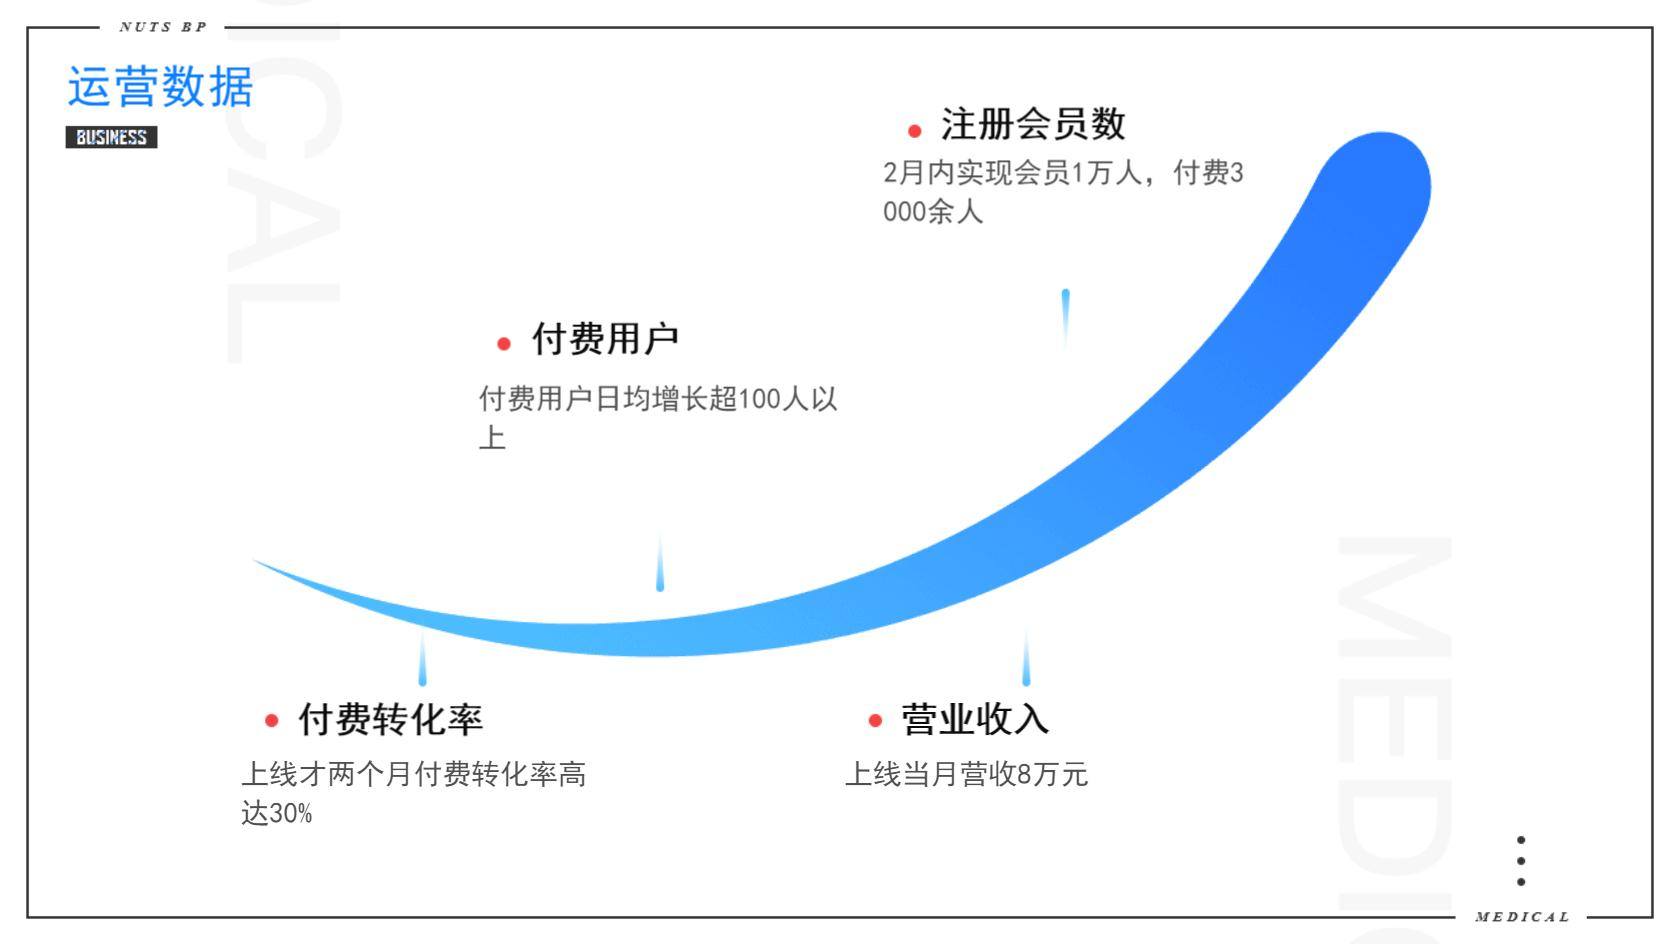 NUTS BP
运营数据
BUSINESS
注册会员数
2月内实现会员1万人，付费3
000余人
付费用户
付费用户日均增长超100人以
上
付费转化率
上线才两个月付费转化率高
达30%
营业收入
上线当月营收8万元
DICAL
MEDIC
MEDICAL